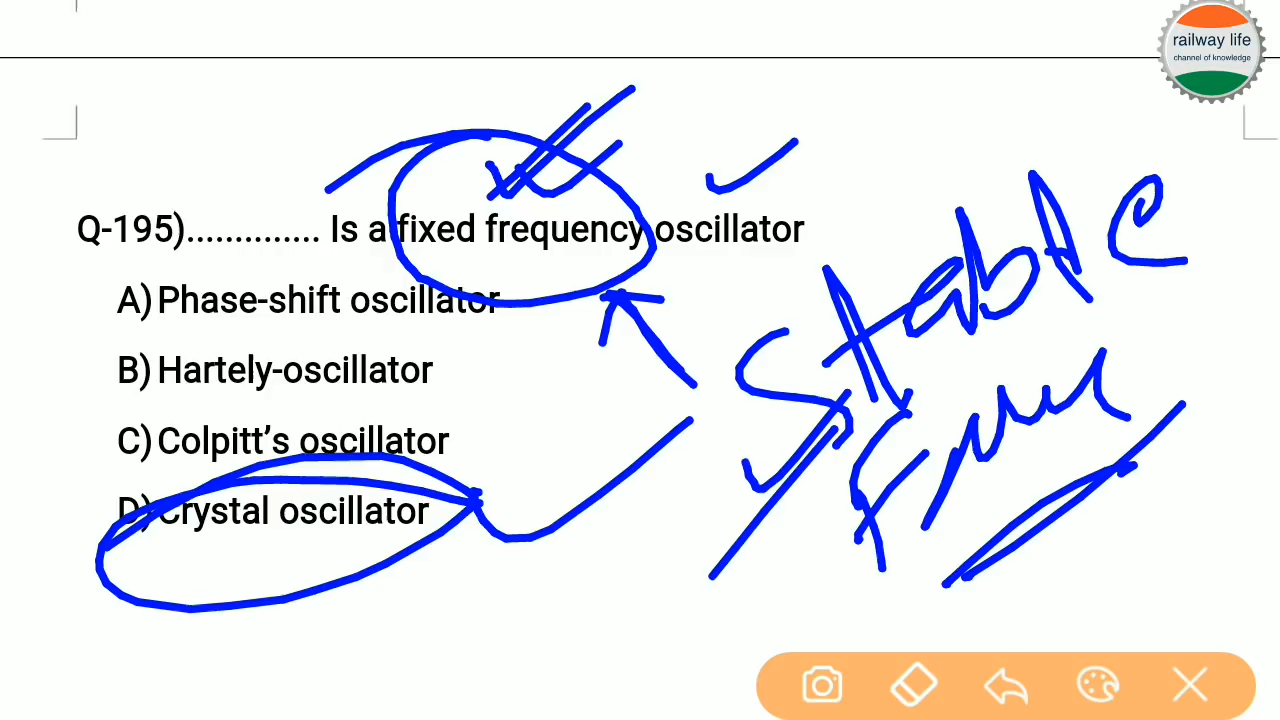 railway life
channel of knowledge
Q-195).............. Is a fixed frequency oscillator
A) Phase-shift oscillator
B) Hartely-oscillator
C) Colpitt’s oscillator
D) Crystal oscillator
Stable